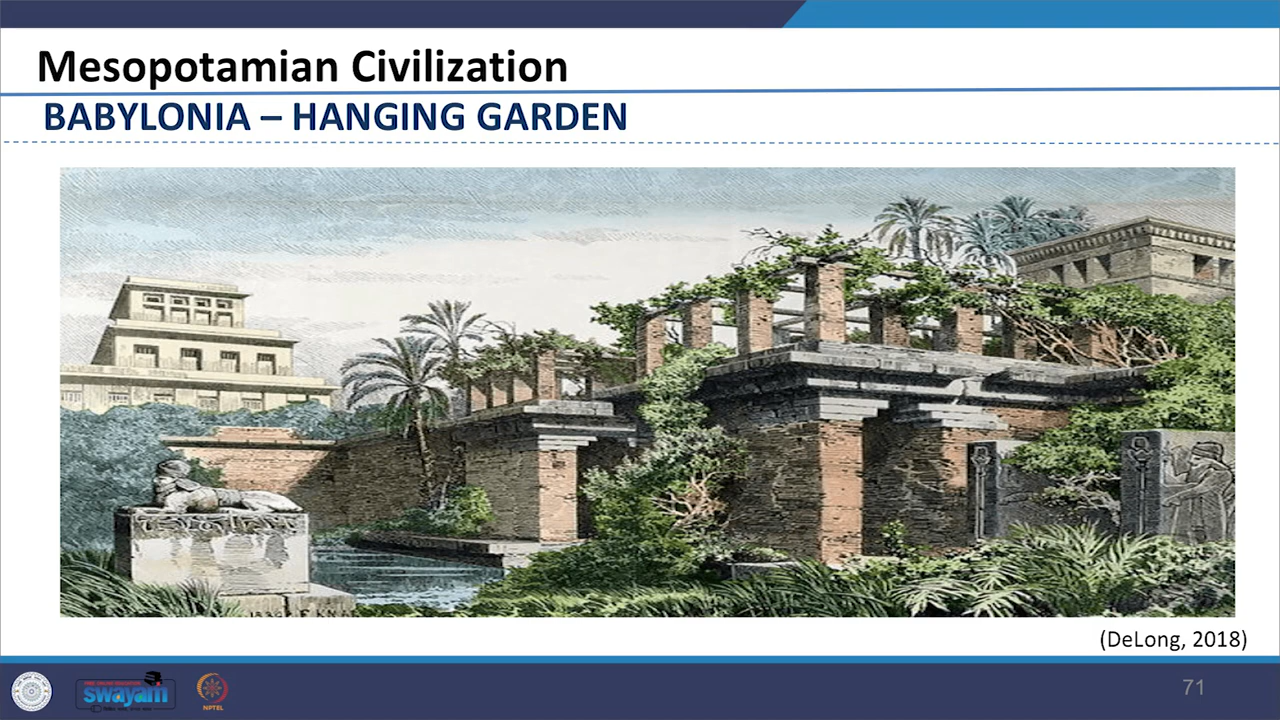 Mesopotamian Civilization
BABYLONIA – HANGING GARDEN
(DeLong, 2018)
swayam
NPTEL
71